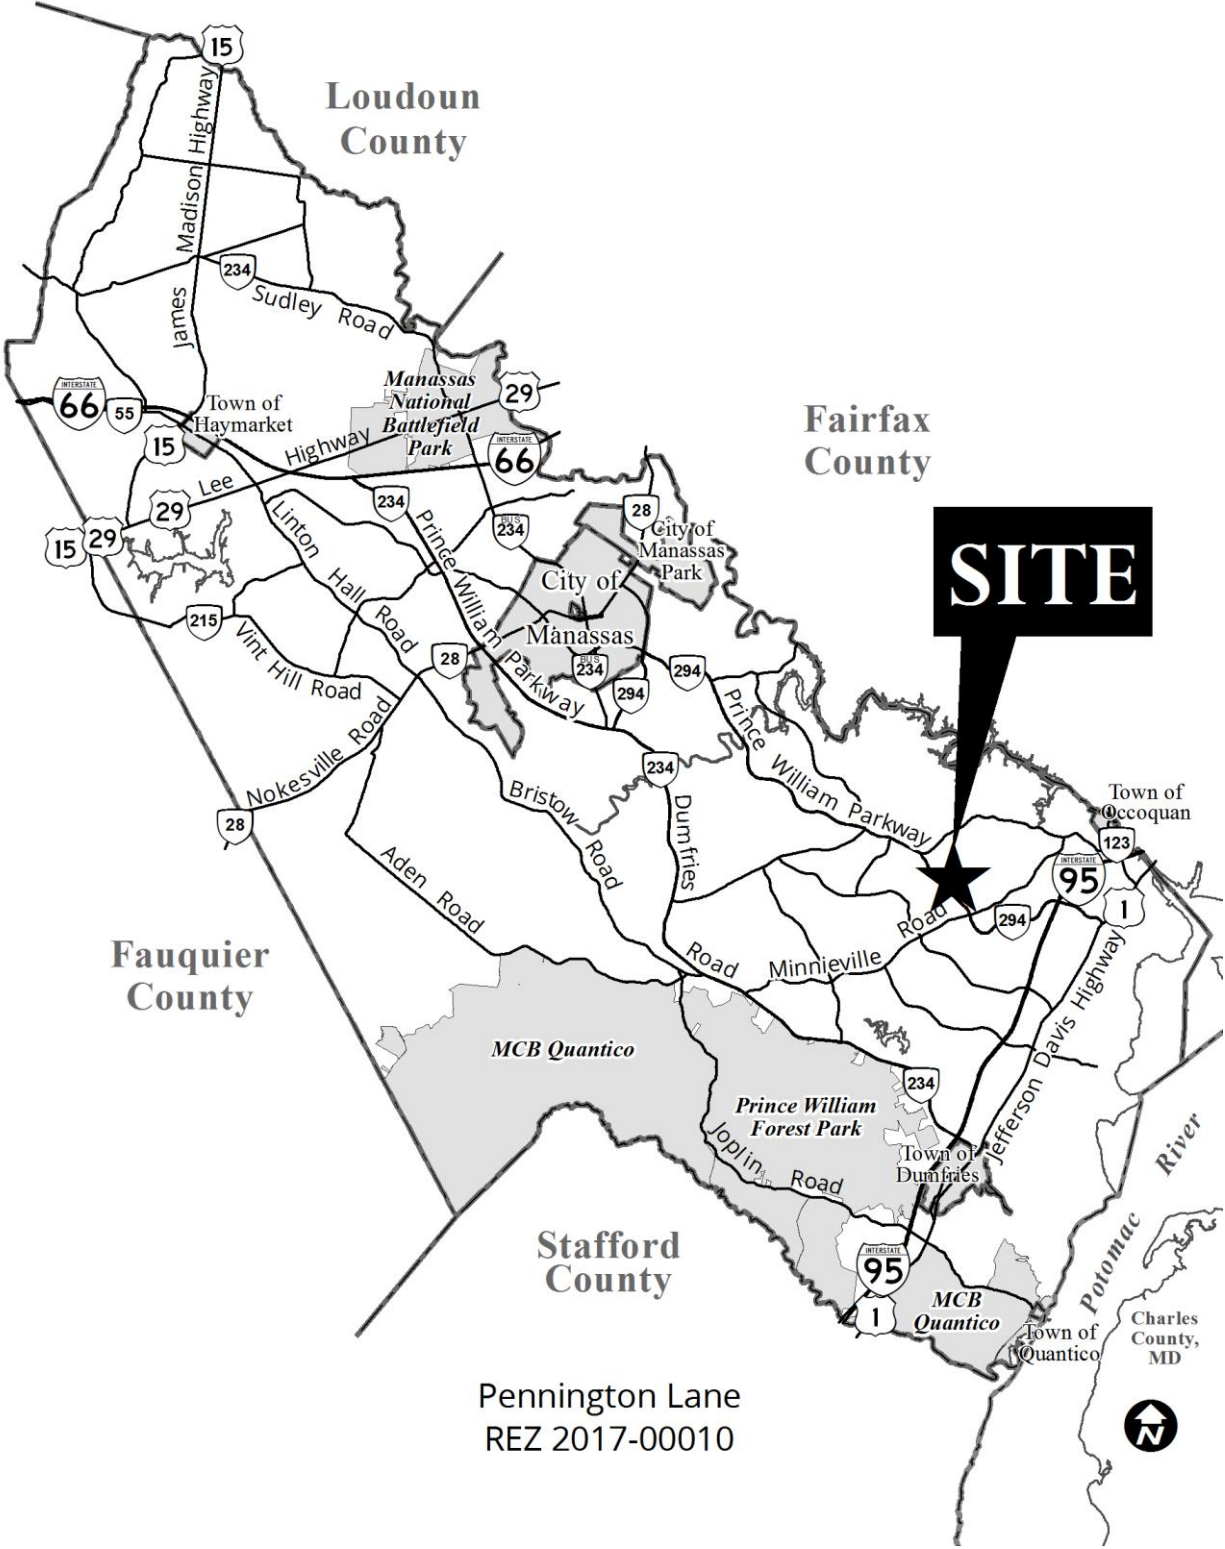 15
Loudoun
County
James Madison Highway
234
Sudley Road
Manassas
National
Battlefield
Park
29
INTERSTATE
66
55
Town of
Haymarket
15
Lee Highway
INTERSTATE
66
Fairfax
County
29
15
29
234
BUS
234
28
City of
Manassas
Park
SITE
Linton Hall Road
Prince William Parkway
City of
Manassas
215
Vint Hill Road
28
BUS
234
294
294
Nokesville Road
28
234
Prince William Parkway
Bristow Road
Dumfries Road
Aden Road
Town of
Occoquan
123
INTERSTATE
95
1
294
Minnieville Road
Fauquier
County
MCB Quantico
Prince William
Forest Park
234
Jefferson Davis Highway
Joplin Road
Town of
Dumfries
Stafford
County
INTERSTATE
95
1
MCB
Quantico
Town of
Quantico
Potomac River
Charles
County,
MD
Pennington Lane
REZ 2017-00010
N